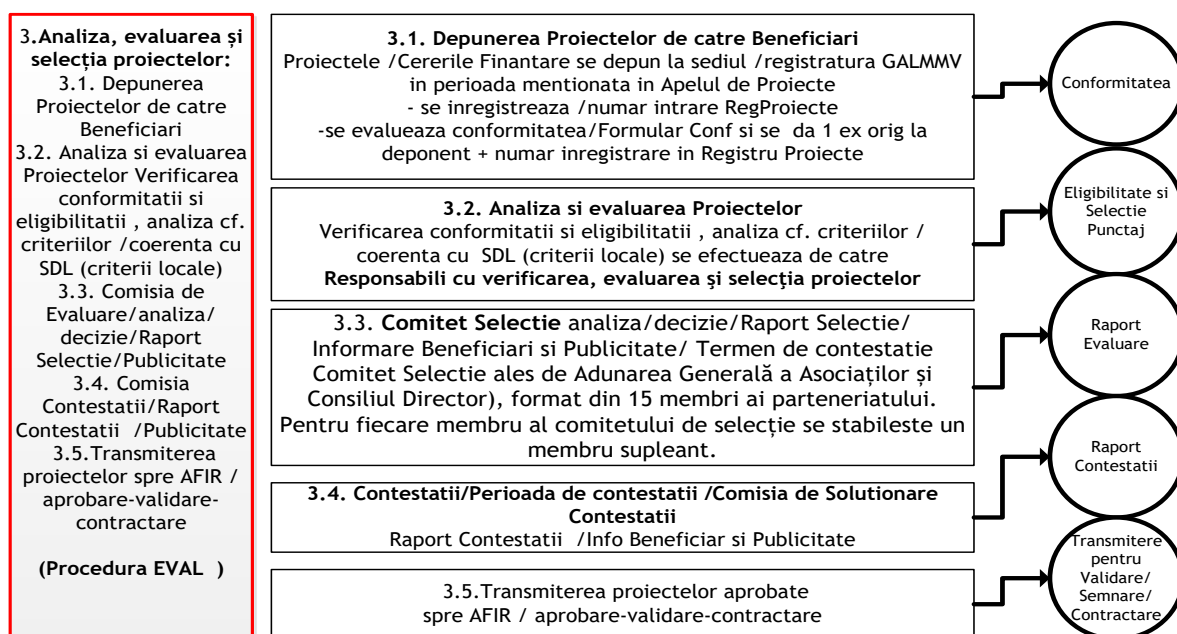 3.Analiza, evaluarea și
selecția proiectelor:
3.1. Depunerea
Proiectelor de catre
Beneficiari
3.2. Analiza si evaluarea
Proiectelor Verificarea
conformitatii si
eligibilitatii , analiza cf.
criteriilor /coerenta cu
SDL (criterii locale)
3.3. Comisia de
Evaluare/analiza/
decizie/Raport
Selectie/Publicitate
3.4. Comisia
Contestatii/Raport
Contestatii /Publicitate
3.5.Transmiterea
proiectelor spre AFIR /
aprobare-validare-
contractare
(Procedura EVAL )
3.1. Depunerea Proiectelor de catre Beneficiari
Proiectele /Cererile Finantare se depun la sediul /registratura GALMMV
in perioada mentionata in Apelul de Proiecte
- se inregistreaza /numar intrare RegProiecte
-se evalueaza conformitatea/Formular Conf si se da 1 ex orig la
deponent + numar inregistrare in Registru Proiecte
Conformitatea
3.2. Analiza si evaluarea Proiectelor
Verificarea conformitatii si eligibilitatii , analiza cf. criteriilor /
coerenta cu SDL (criterii locale) se efectueaza de catre
Responsabili cu verificarea, evaluarea şi selecţia proiectelor
Eligibilitate si
Selectie
Punctaj
3.3. Comitet Selectie analiza/decizie/Raport Selectie/
Informare Beneficiari si Publicitate/ Termen de contestatie
Comitet Selectie ales de Adunarea Generală a Asociaților și
Consiliul Director), format din 15 membri ai parteneriatului.
Pentru fiecare membru al comitetului de selecție se stabileste un
membru supleant.
Raport
Evaluare
3.4. Contestatii/Perioada de contestatii /Comisia de Solutionare
Contestatii
Raport Contestatii /Info Beneficiar si Publicitate
Raport
Contestatii
3.5.Transmiterea proiectelor aprobate
spre AFIR / aprobare-validare-contractare
Transmitere
pentru
Validare/
Semnare/
Contractare